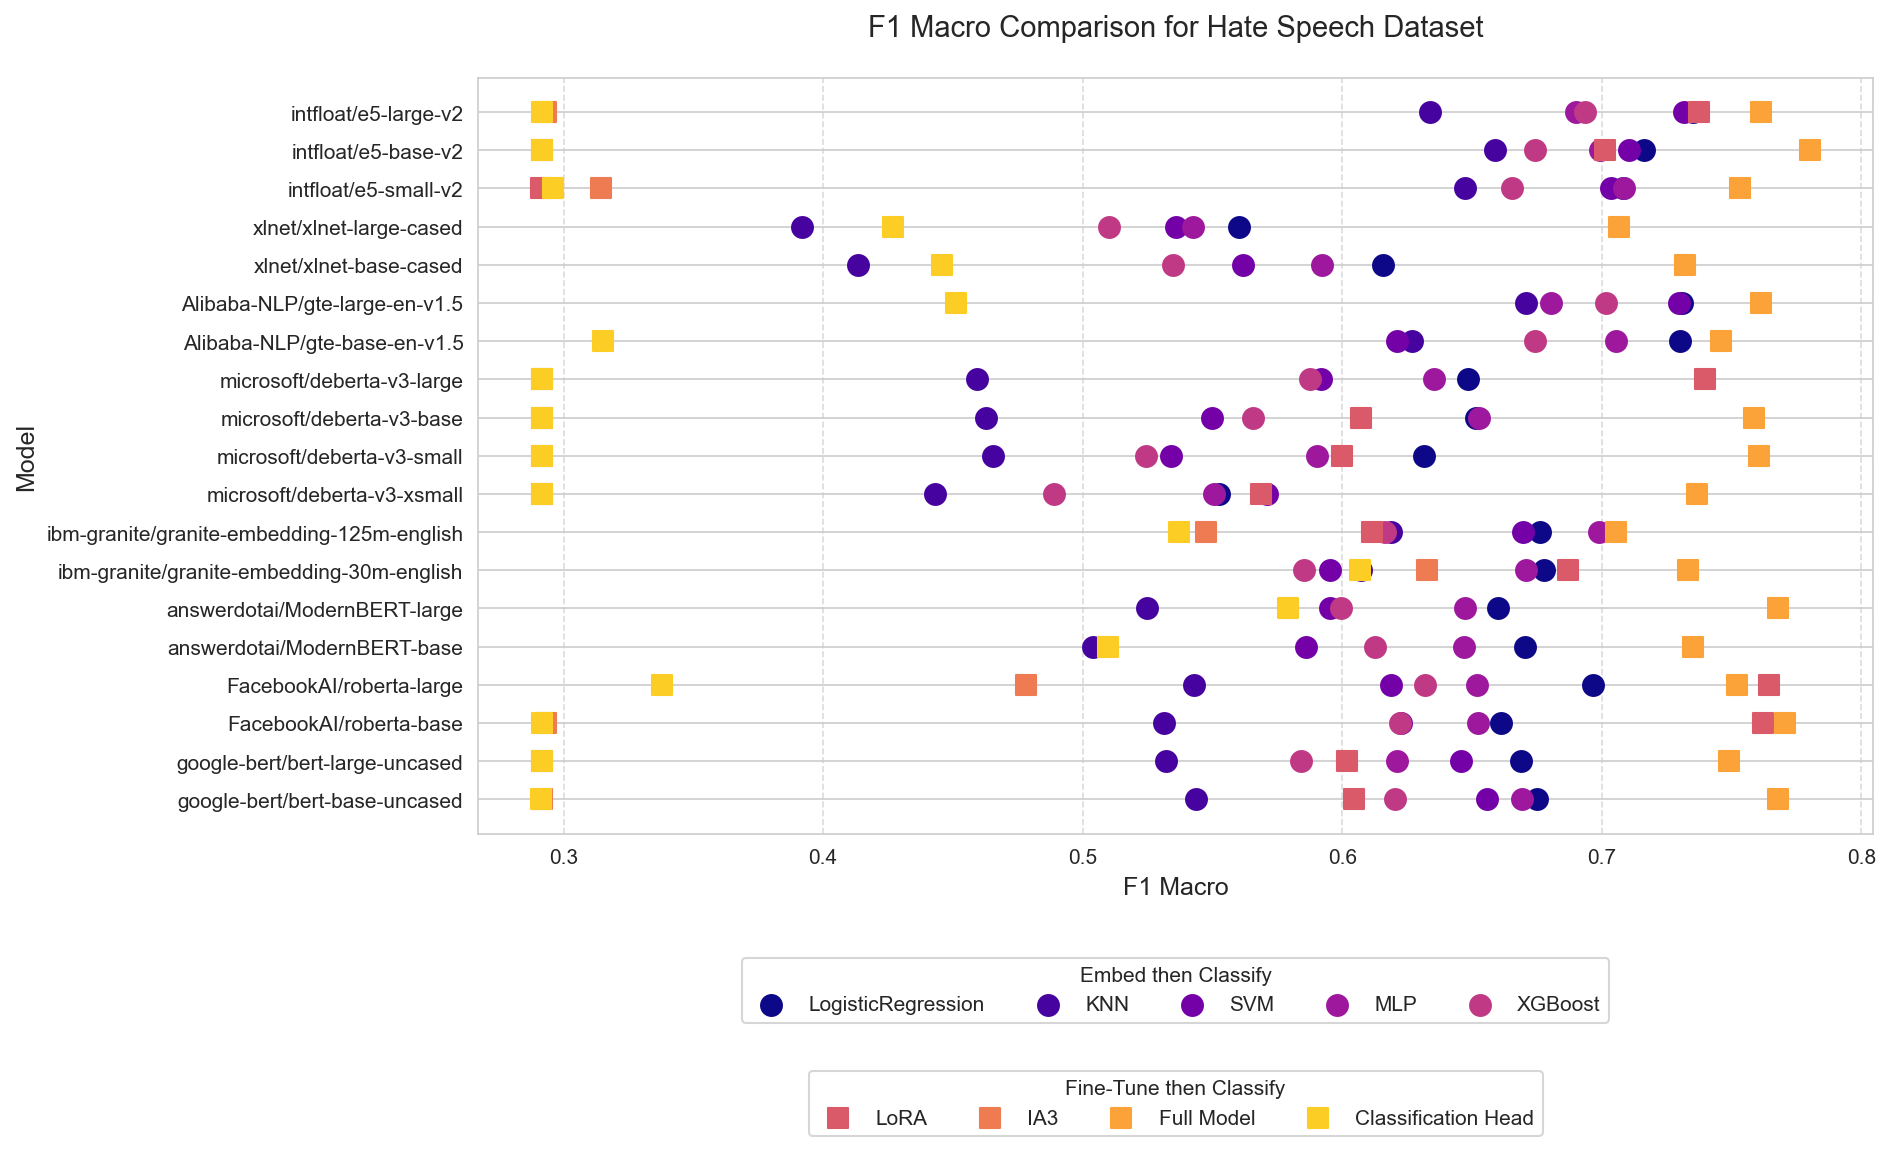 F1 Macro Comparison for Hate Speech Dataset
Model
intfloat/e5-large-v2
intfloat/e5-base-v2
intfloat/e5-small-v2
xlnet/xlnet-large-cased
xlnet/xlnet-base-cased
Alibaba-NLP/gte-large-en-v1.5
Alibaba-NLP/gte-base-en-v1.5
microsoft/deberta-v3-large
microsoft/deberta-v3-base
microsoft/deberta-v3-small
microsoft/deberta-v3-xsmall
ibm-granite/granite-embedding-125m-english
ibm-granite/granite-embedding-30m-english
answerdotai/ModernBERT-large
answerdotai/ModernBERT-base
FacebookAI/roberta-large
FacebookAI/roberta-base
google-bert/bert-large-uncased
google-bert/bert-base-uncased
0.3 0.4 0.5 0.6 0.7 0.8
F1 Macro
Embed then Classify
LogisticRegression KNN SVM MLP XGBoost
Fine-Tune then Classify
LoRA IA3 Full Model Classification Head